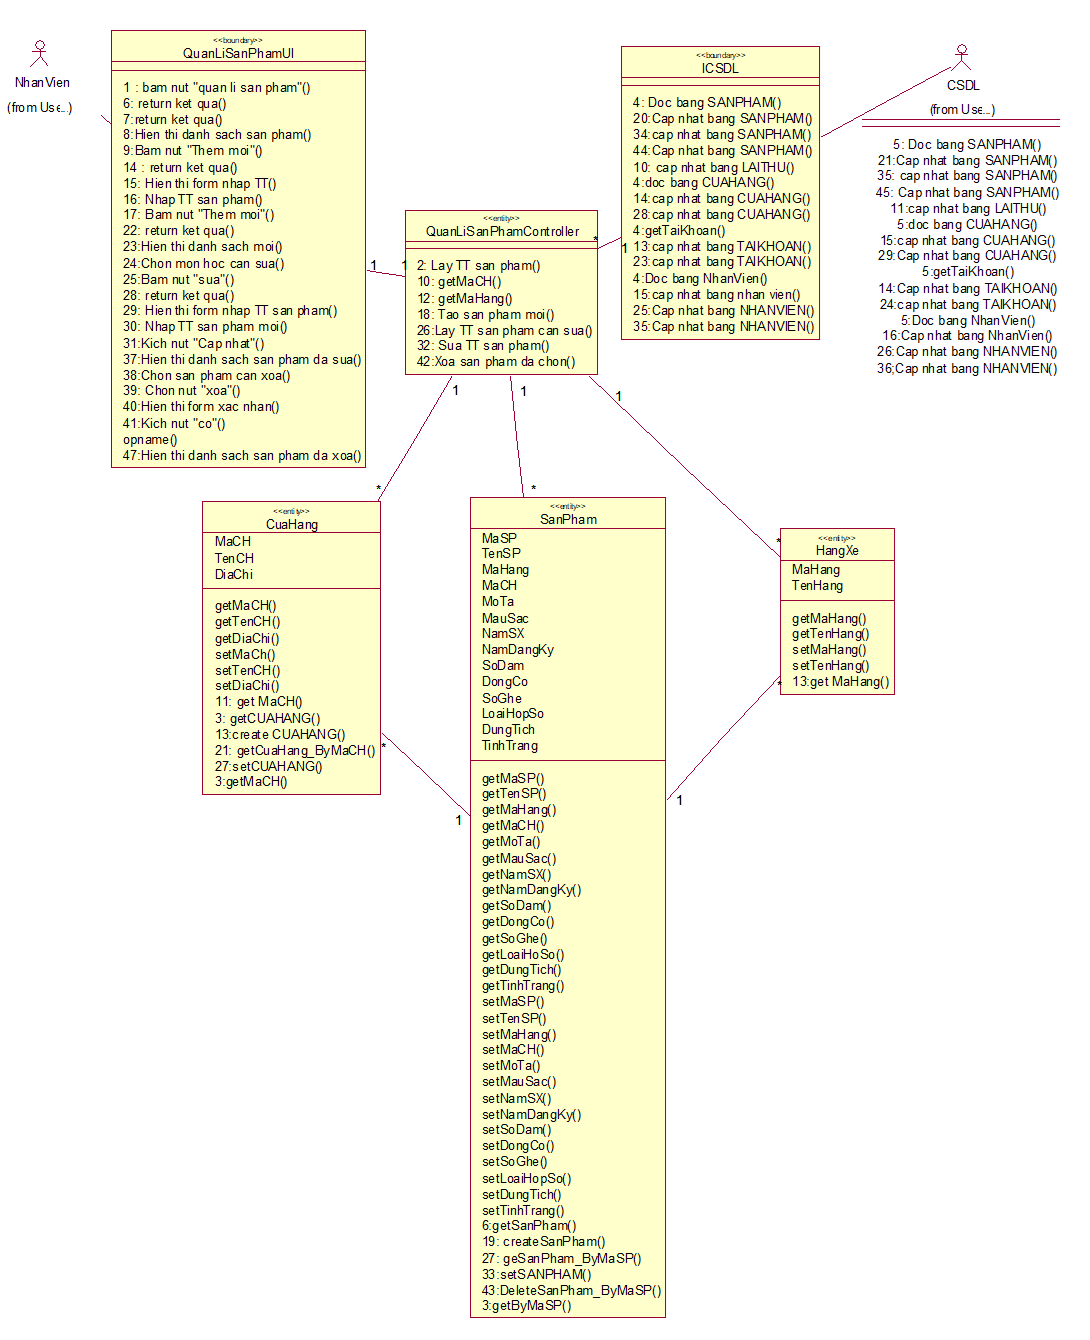 NhanVien
(from Use...)
<<boundary>>
QuanLiSanPhamUI
1 : bam nut "quan li san pham"()
6: return ket qua()
7:return ket qua()
8:Hien thi danh sach san pham()
9:Bam nut "Them moi"()
14 : return ket qua()
15: Hien thi form nhap TT()
16: Nhap TT san pham()
17: Bam nut "Them moi"()
22: return ket qua()
23:Hien thi danh sach moi()
24:Chon mon hoc can sua()
25:Bam nut "sua"()
28: return ket qua()
29: Hien thi form nhap TT san pham()
30: Nhap TT san pham moi()
31:Kich nut "Cap nhat"()
37:Hien thi danh sach san pham da sua()
38:Chon san pham can xoa()
39: Chon nut "xoa"()
40:Hien thi form xac nhan()
41:Kich nut "co"()
opname()
47:Hien thi danh sach san pham da xoa()
1
1
<<entity>>
QuanLiSanPhamController
2: Lay TT san pham()
10: getMaCH()
12: getMaHang()
18: Tao san pham moi()
26:Lay TT san pham can sua()
32: Sua TT san pham()
42:Xoa san pham da chon()
*
1
<<boundary>>
ICSDL
4: Doc bang SANPHAM()
20:Cap nhat bang SANPHAM()
34:cap nhat bang SANPHAM()
44:Cap nhat bang SANPHAM()
10: cap nhat bang LAITHU()
4:doc bang CUAHANG()
14:cap nhat bang CUAHANG()
28:cap nhat bang CUAHANG()
4:getTaiKhoan()
13:cap nhat bang TAIKHOAN()
23:cap nhat bang TAIKHOAN()
4:Doc bang NhanVien()
15:cap nhat bang nhan vien()
25:Cap nhat bang NHANVIEN()
35:Cap nhat bang NHANVIEN()
CSDL
(from Use...)
5: Doc bang SANPHAM()
21:Cap nhat bang SANPHAM()
35: cap nhat bang SANPHAM()
45: Cap nhat bang SANPHAM()
11:cap nhat bang LAITHU()
5:doc bang CUAHANG()
15:cap nhat bang CUAHANG()
29:Cap nhat bang CUAHANG()
5:getTaiKhoan()
14:Cap nhat bang TAIKHOAN()
24:cap nhat bang TAIKHOAN()
5:Doc bang NhanVien()
16:Cap nhat bang NhanVien()
26:Cap nhat bang NHANVIEN()
36;Cap nhat bang NHANVIEN()
1
1
1
*
*
*
<<entity>>
CuaHang
MaCH
TenCH
DiaChi
getMaCH()
getTenCH()
getDiaChi()
setMaCh()
setTenCH()
setDiaChi()
11: get MaCH()
3: getCUAHANG()
13:create CUAHANG()
21: getCuaHang_ByMaCH()
27:setCUAHANG()
3:getMaCH()
*
1
<<entity>>
SanPham
MaSP
TenSP
MaHang
MaCH
MoTa
MauSac
NamSX
NamDangKy
SoDam
DongCo
SoGhe
LoaiHopSo
DungTich
TinhTrang
getMaSP()
getTenSP()
getMaHang()
getMaCH()
getMoTa()
getMauSac()
getNamSX()
getNamDangKy()
getSoDam()
getDongCo()
getSoGhe()
getLoaiHoSo()
getDungTich()
getTinhTrang()
setMaSP()
setTenSP()
setMaHang()
setMaCH()
setMoTa()
setMauSac()
setNamSX()
setNamDangKy()
setSoDam()
setDongCo()
setSoGhe()
setLoaiHopSo()
setDungTich()
setTinhTrang()
6:getSanPham()
19: createSanPham()
27: geSanPham_ByMaSP()
33:setSANPHAM()
43:DeleteSanPham_ByMaSP()
3:getByMaSP()
<<entity>>
HangXe
MaHang
TenHang
getMaHang()
getTenHang()
setMaHang()
setTenHang()
13:get MaHang()
*
1